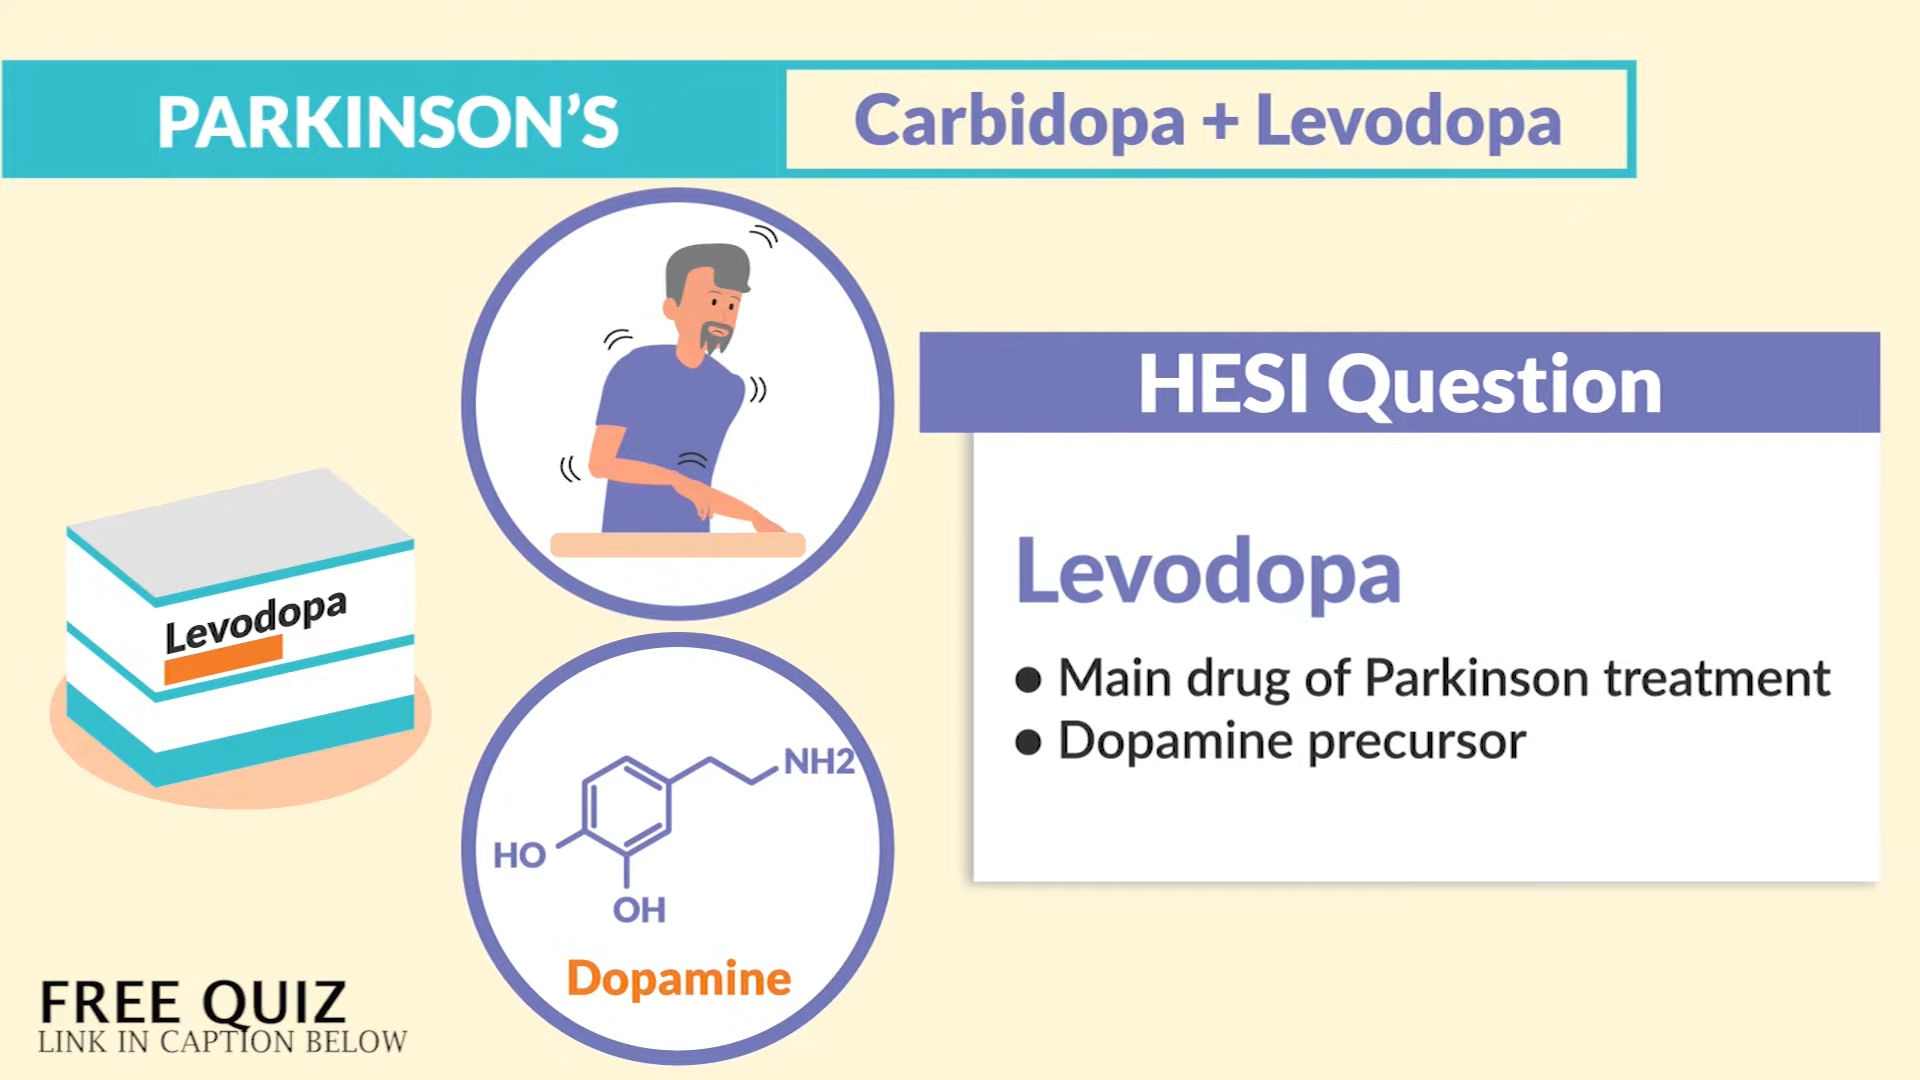 PARKINSON'S
Carbidopa + Levodopa
HESI Question
Levodopa
● Main drug of Parkinson treatment
● Dopamine precursor
Levodopa
NH2
HO
OH
Dopamine
FREE QUIZ
LINK IN CAPTION BELOW